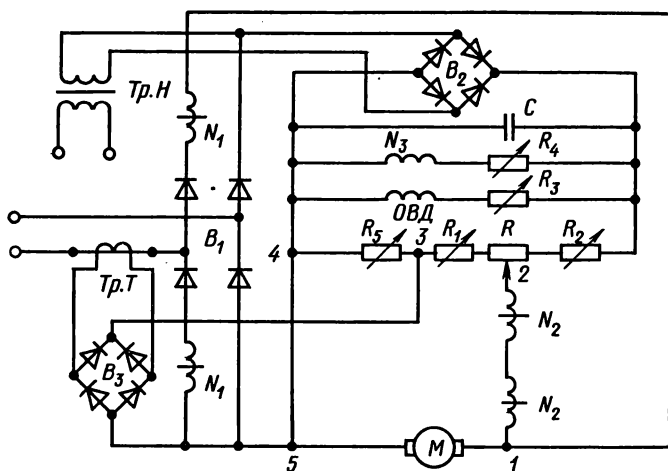 B₂
Тр.Н
C
N₁
N₃
R₄
R₃
ОВД
B₁
R₅
3
R₁
R
R₂
4
2
Тр.Т
N₂
B₃
N₁
N₂
М
5
1